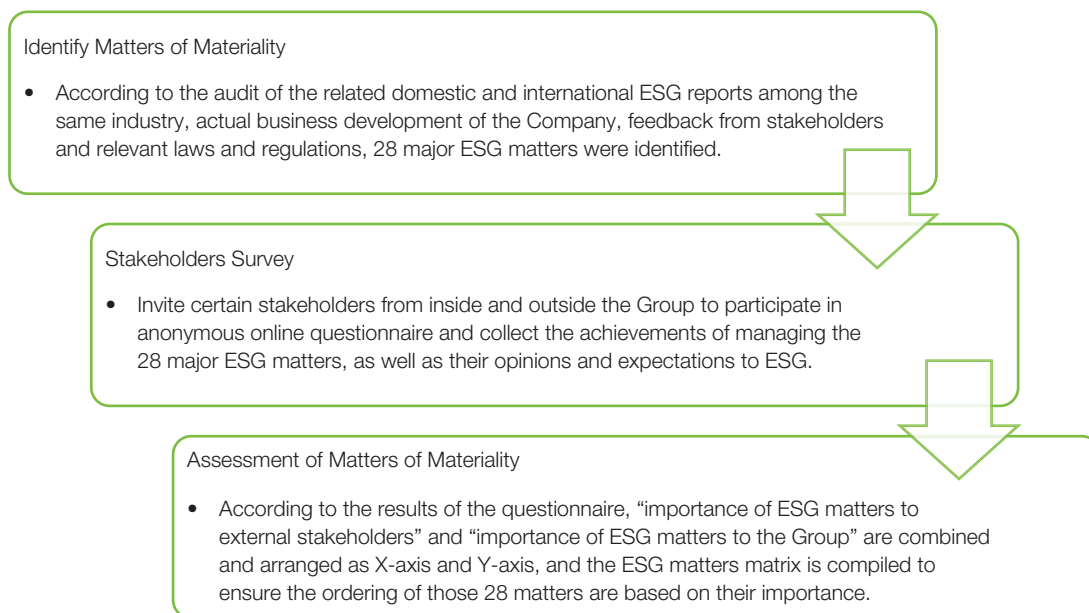 Identify Matters of Materiality
• According to the audit of the related domestic and international ESG reports among the
same industry, actual business development of the Company, feedback from stakeholders
and relevant laws and regulations, 28 major ESG matters were identified.
Stakeholders Survey
• Invite certain stakeholders from inside and outside the Group to participate in
anonymous online questionnaire and collect the achievements of managing the
28 major ESG matters, as well as their opinions and expectations to ESG.
Assessment of Matters of Materiality
• According to the results of the questionnaire, “importance of ESG matters to
external stakeholders” and “importance of ESG matters to the Group” are combined
and arranged as X-axis and Y-axis, and the ESG matters matrix is compiled to
ensure the ordering of those 28 matters are based on their importance.